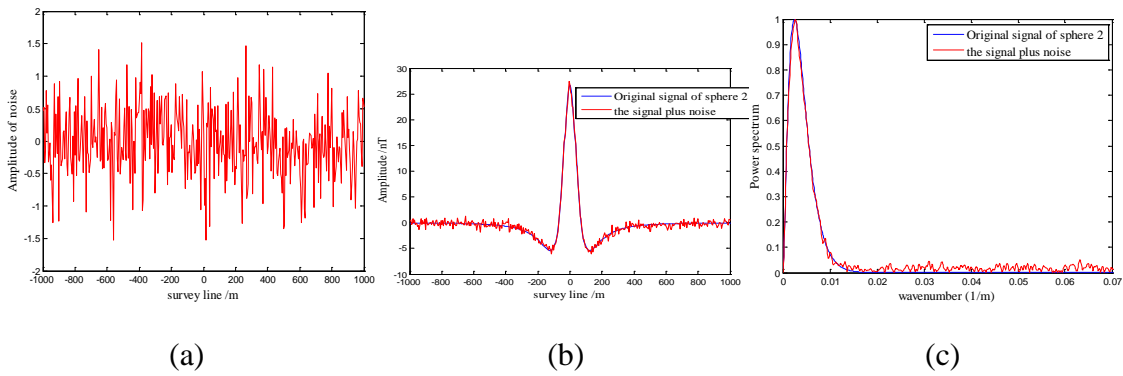 2
1.5
1
0.5
0
-0.5
-1
-1.5
-2
-1000 -800 -600 -400 -200 0 200 400 600 800 1000
Amplitude of noise
survey line /m
(a)
30
25
20
15
10
5
0
-5
-10
-1000 -800 -600 -400 -200 0 200 400 600 800 1000
Amplitude /nT
survey line /m
Original signal of sphere 2
the signal plus noise
(b)
1
0.9
0.8
0.7
0.6
0.5
0.4
0.3
0.2
0.1
0
0 0.01 0.02 0.03 0.04 0.05 0.06 0.07
Power spectrum
wavenumber (1/m)
Original signal of sphere 2
the signal plus noise
(c)